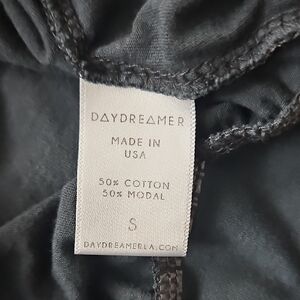 DAYDREAMER
MADE IN
USA
50% COTTON
50% MODAL
S
DAYDREAMERLA.COM